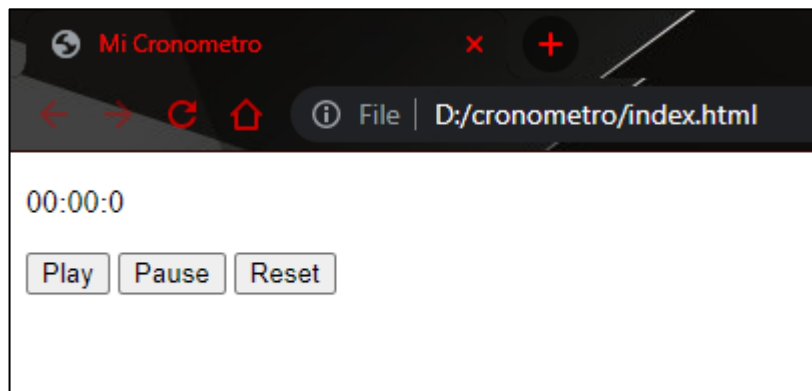 Mi Cronometro
File | D:/cronometro/index.html
00:00:0
Play Pause Reset